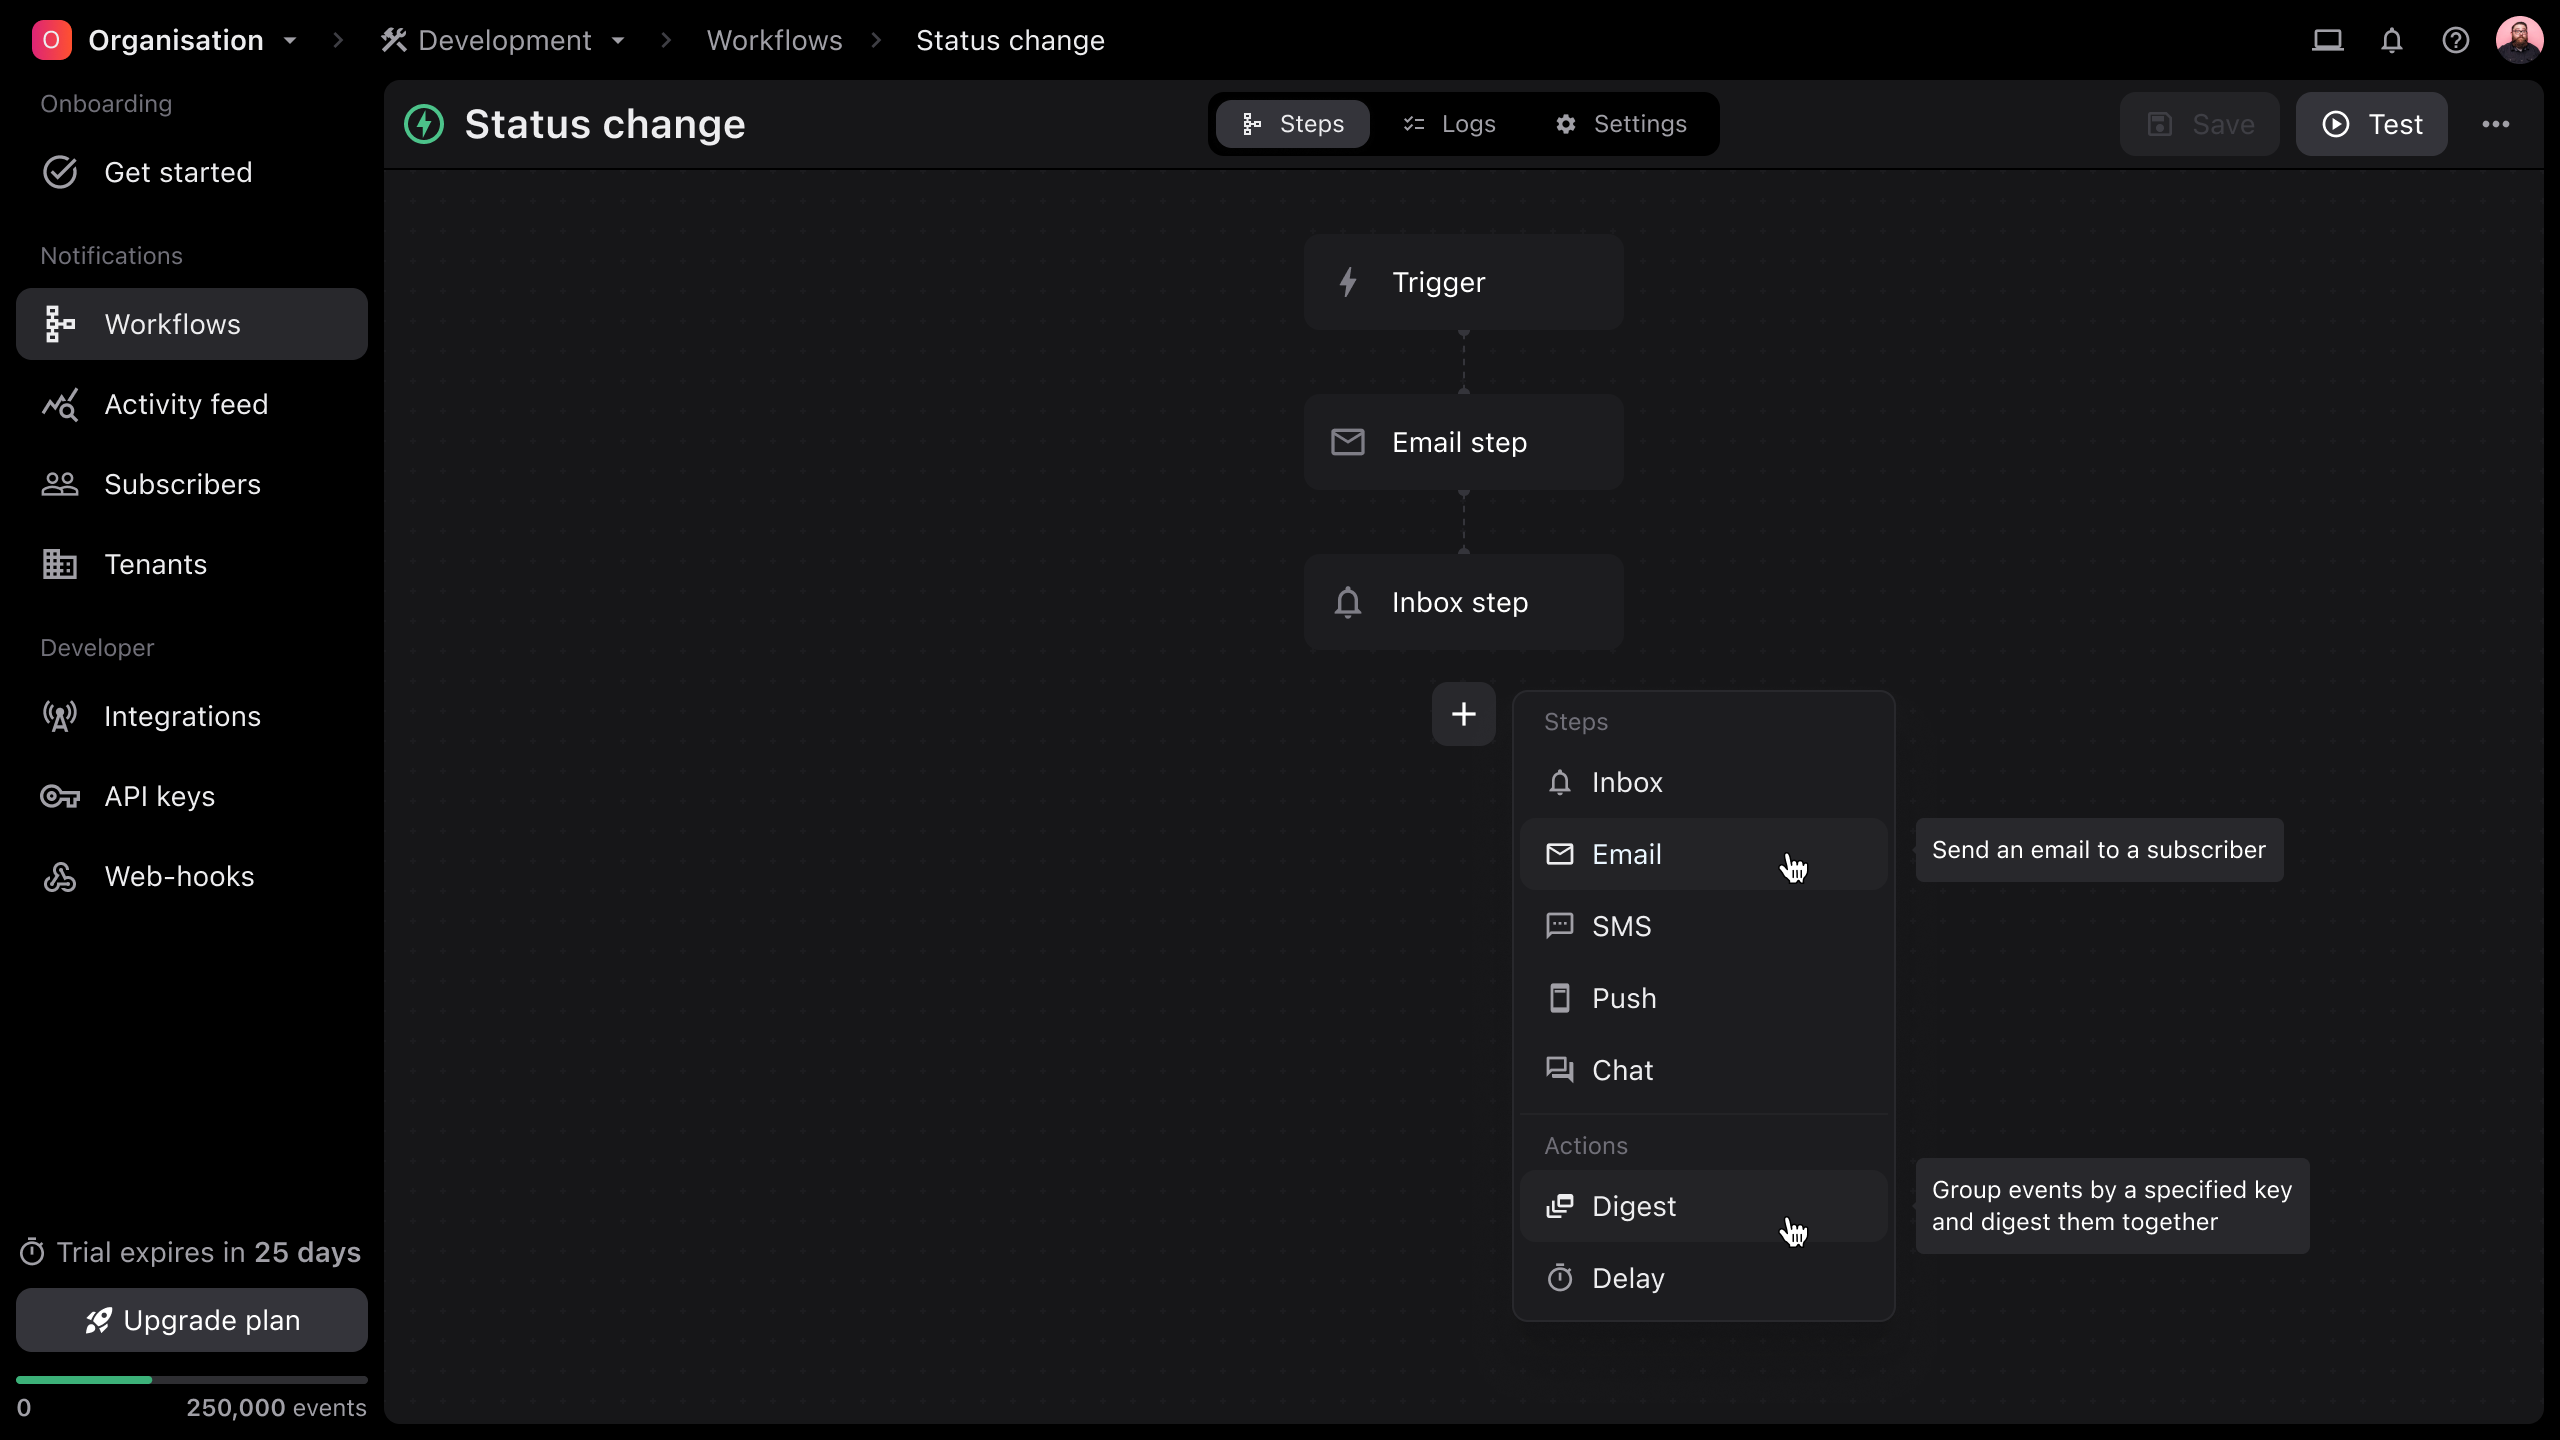 O Organisation
Development
Workflows
Status change
Onboarding
Get started
Notifications
Workflows
Activity feed
Subscribers
Tenants
Developer
Integrations
API keys
Web-hooks
Trial expires in 25 days
Upgrade plan
0
250,000 events
Status change
Steps
Logs
Settings
Save
Test
Trigger
Email step
Inbox step
Steps
Inbox
Email
Send an email to a subscriber
SMS
Push
Chat
Actions
Digest
Group events by a specified key
and digest them together
Delay